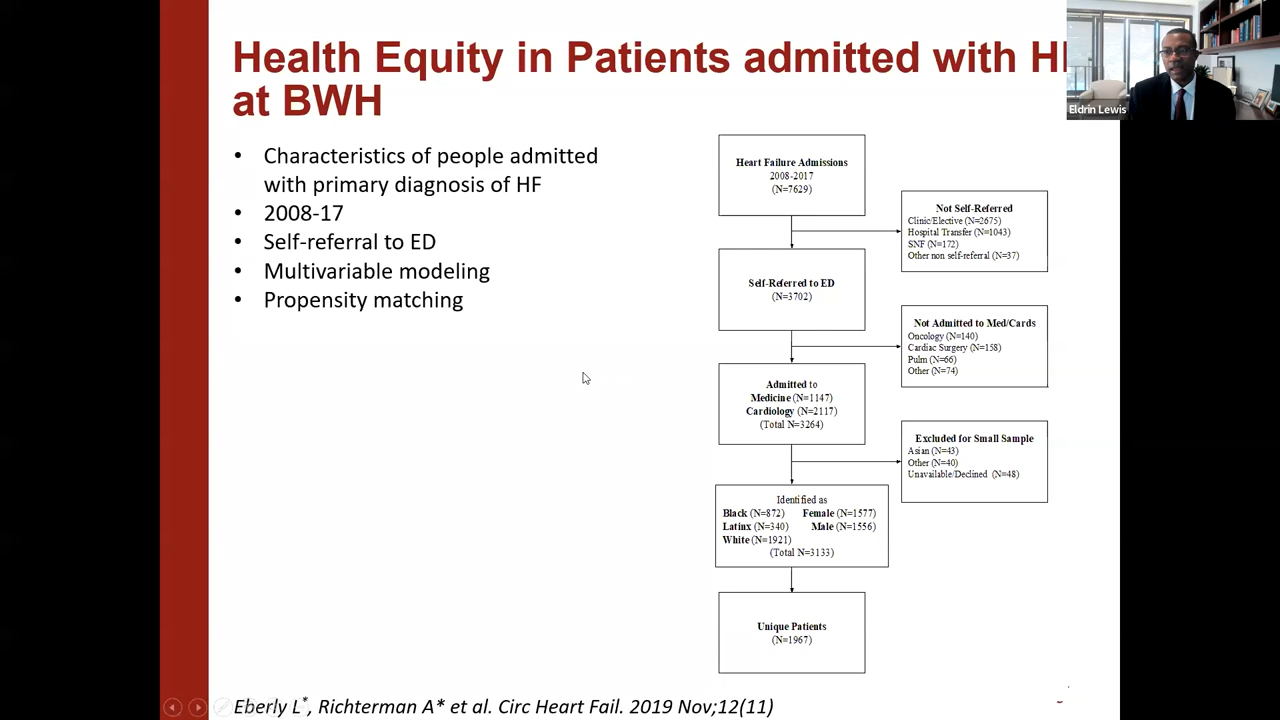 Health Equity in Patients admitted with H
at BWH
• Characteristics of people admitted
with primary diagnosis of HF
• 2008-17
• Self-referral to ED
• Multivariable modeling
• Propensity matching
Heart Failure Admissions
2008-2017
(N=7629)
Not Self-Referred
Clinic/Elective (N=2675)
Hospital Transfer (N=1043)
SNF (N=172)
Other non self-referral (N=37)
Self-Referred to ED
(N=3702)
Not Admitted to Med/Cards
Oncology (N=140)
Cardiac Surgery (N=158)
Pulm (N=66)
Other (N=74)
Admitted to
Medicine (N=1147)
Cardiology (N=2117)
(Total N=3264)
Excluded for Small Sample
Asian (N=43)
Other (N=40)
Unavailable/Declined (N=48)
Identified as
Black (N=872) Female (N=1577)
Latinx (N=340) Male (N=1556)
White (N=1921)
(Total N=3133)
Unique Patients
(N=1967)
Eberly L*, Richterman A* et al. Circ Heart Fail. 2019 Nov;12(11)
Eldrin Lewis